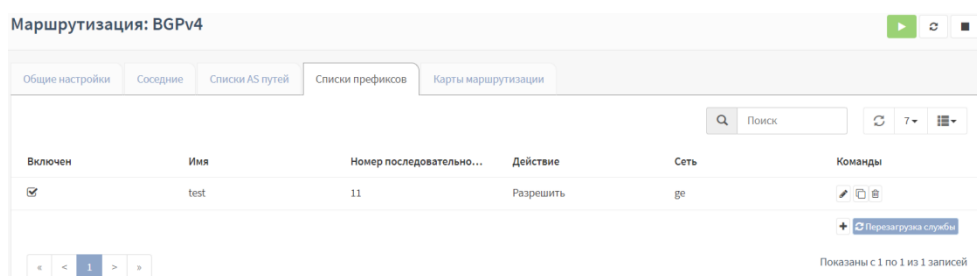 Маршрутизация: BGPv4
Общие настройки Соседние Списки AS путей Списки префиксов Карты маршрутизации
Поиск 7
Включен Имя Номер последовательно... Действие Сеть Команды
test 11 Разрешить ge
+ Перезагрузка службы
« < 1 > »
Показаны с 1 по 1 из 1 записей